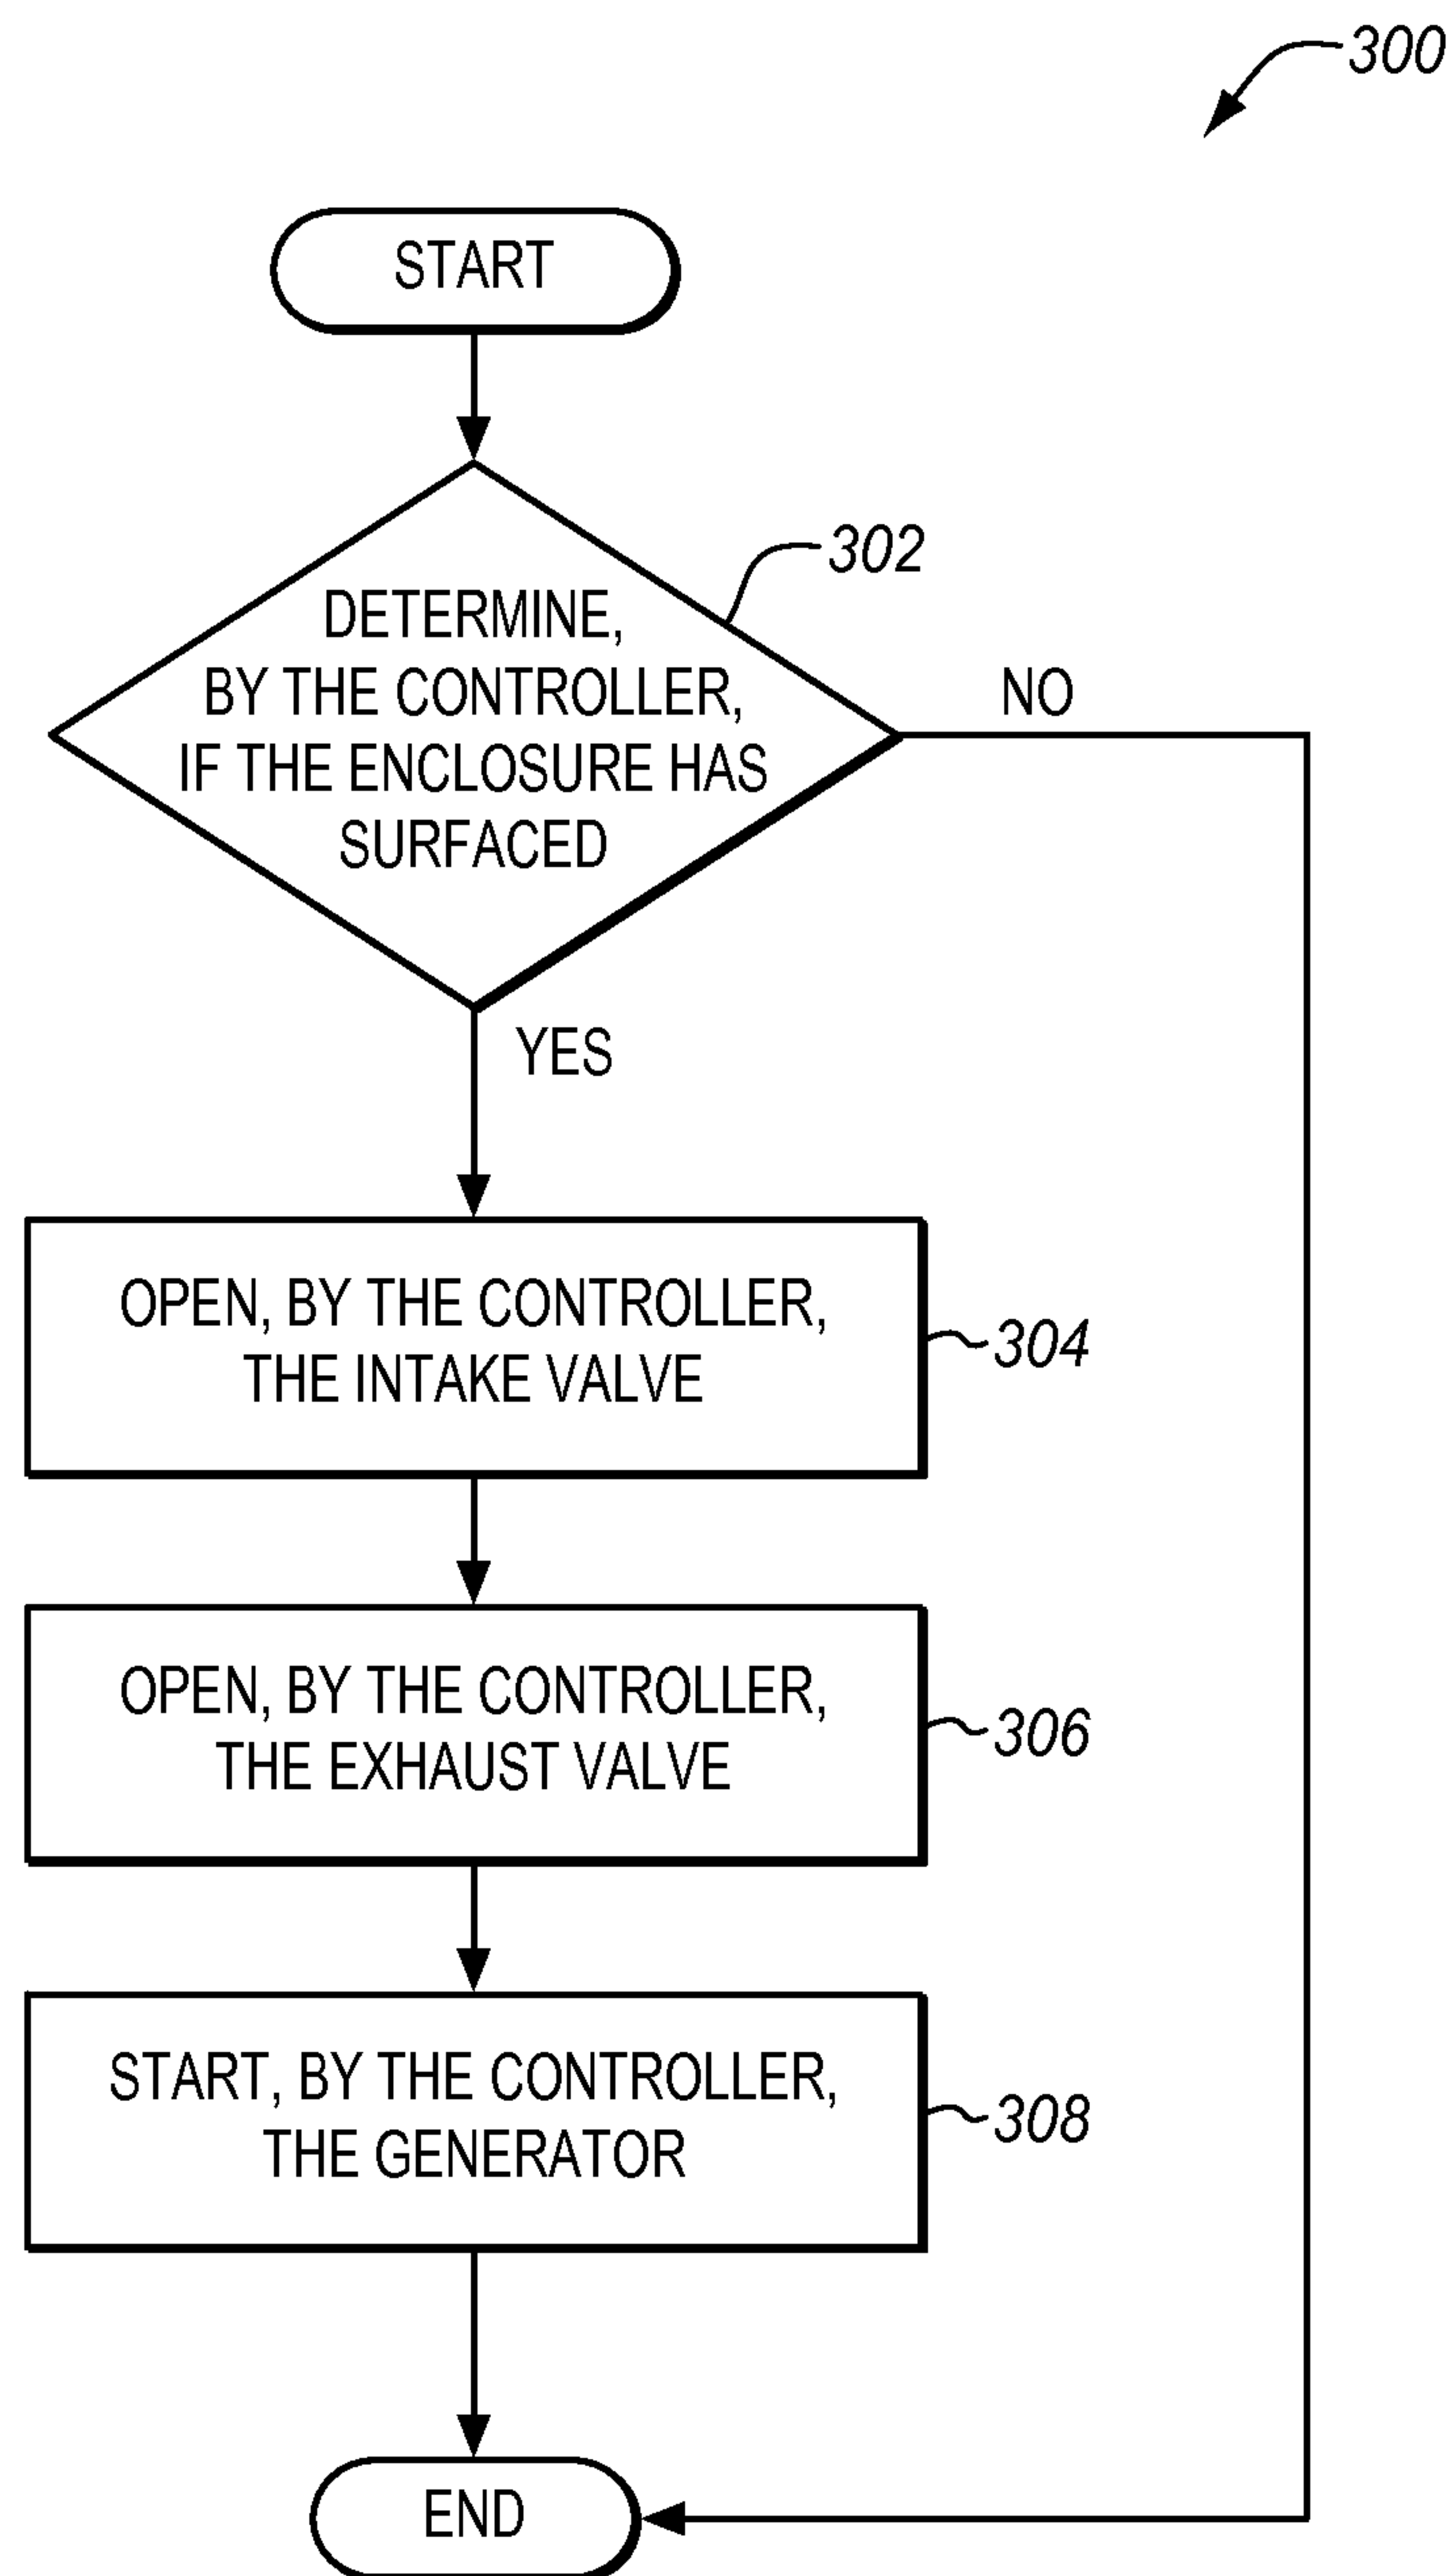 300
START
302
DETERMINE,
BY THE CONTROLLER,
IF THE ENCLOSURE HAS
SURFACED
NO
YES
OPEN, BY THE CONTROLLER,
THE INTAKE VALVE
304
OPEN, BY THE CONTROLLER,
THE EXHAUST VALVE
306
START, BY THE CONTROLLER,
THE GENERATOR
308
END